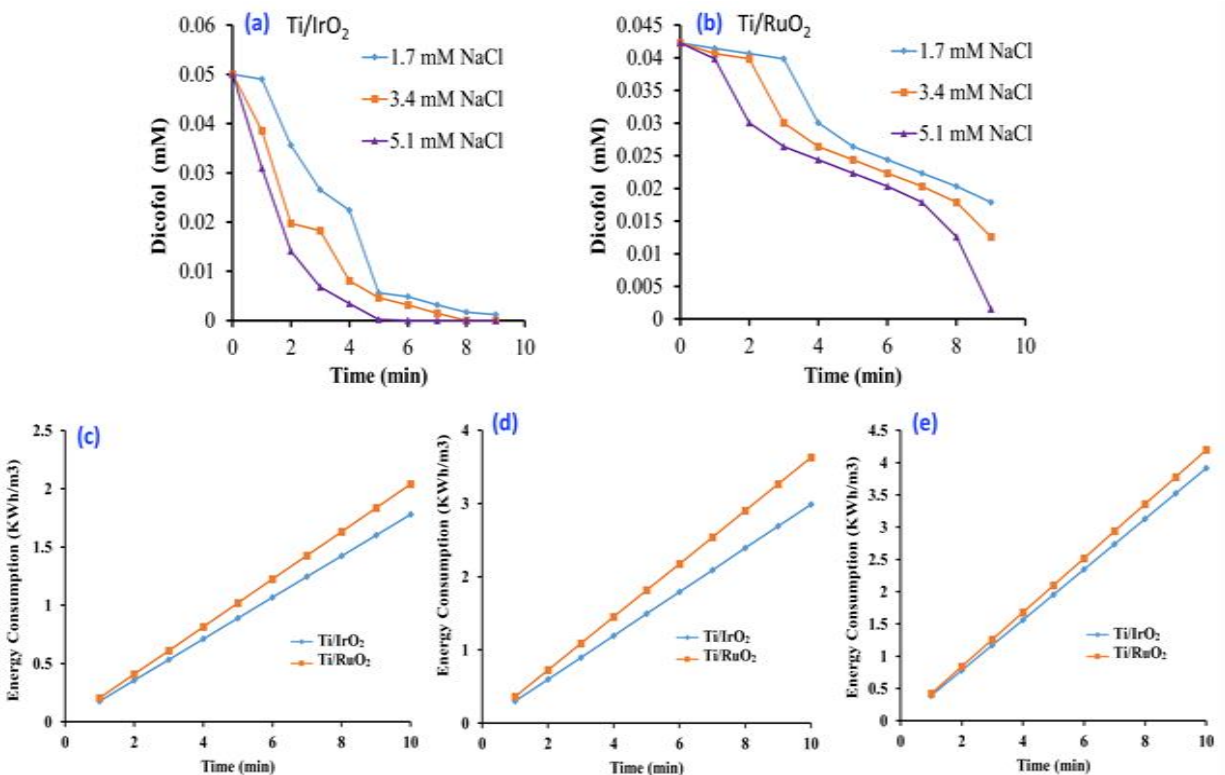 (a) Ti/IrO₂
0.06
0.05
0.04
0.03
0.02
0.01
0
0 2 4 6 8 10
Dicofol (mM)
Time (min)
1.7 mM NaCl
3.4 mM NaCl
5.1 mM NaCl
(b) Ti/RuO₂
0.045
0.04
0.035
0.03
0.025
0.02
0.015
0.01
0.005
0
0 2 4 6 8 10
Dicofol (mM)
Time (min)
1.7 mM NaCl
3.4 mM NaCl
5.1 mM NaCl
(c)
2.5
2
1.5
1
0.5
0
0 2 4 6 8 10
Energy Consumption (KWh/m3)
Time (min)
Ti/IrO₂
Ti/RuO₂
(d)
4
3
2
1
0
0 2 4 6 8 10
Energy Consumption (KWh/m3)
Time (min)
Ti/IrO₂
Ti/RuO₂
(e)
4.5
4
3.5
3
2.5
2
1.5
1
0.5
0
0 2 4 6 8 10
Energy Consumption (KWh/m3)
Time (min)
Ti/IrO₂
Ti/RuO₂